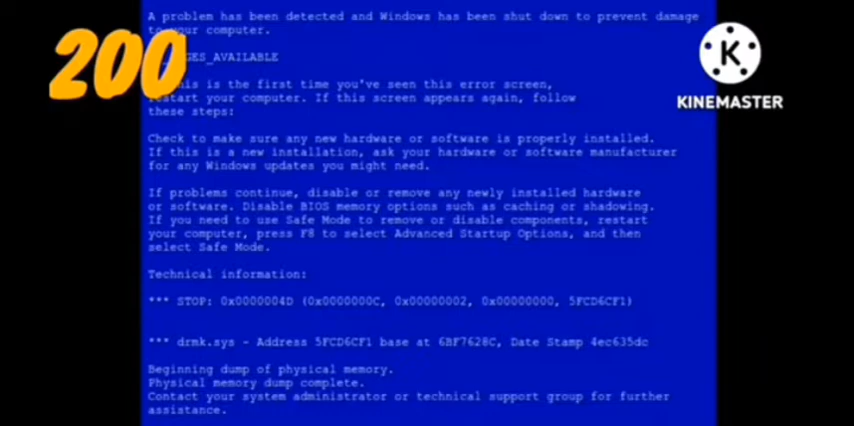 A problem has been detected and Windows has been shut down to prevent damage
to your computer.
200
GES_AVAILABLE
this is the first time you've seen this error screen,
restart your computer. If this screen appears again, follow
these steps:
K
KINEMASTER
Check to make sure any new hardware or software is properly installed.
If this is a new installation, ask your hardware or software manufacturer
for any Windows updates you might need.
If problems continue, disable or remove any newly installed hardware
or software. Disable BIOS memory options such as caching or shadowing.
If you need to use Safe Mode to remove or disable components, restart
your computer, press F8 to select Advanced Startup Options, and then
select Safe Mode.
Technical information:
*** STOP: 0x0000004D (0x0000000C, 0x00000002, 0x00000000, 5FCD6CF1)
*** drmk.sys - Address 5FCD6CF1 base at 6BF7628C, Date Stamp 4ec635dc
Beginning dump of physical memory.
Physical memory dump complete.
Contact your system administrator or technical support group for further
assistance.